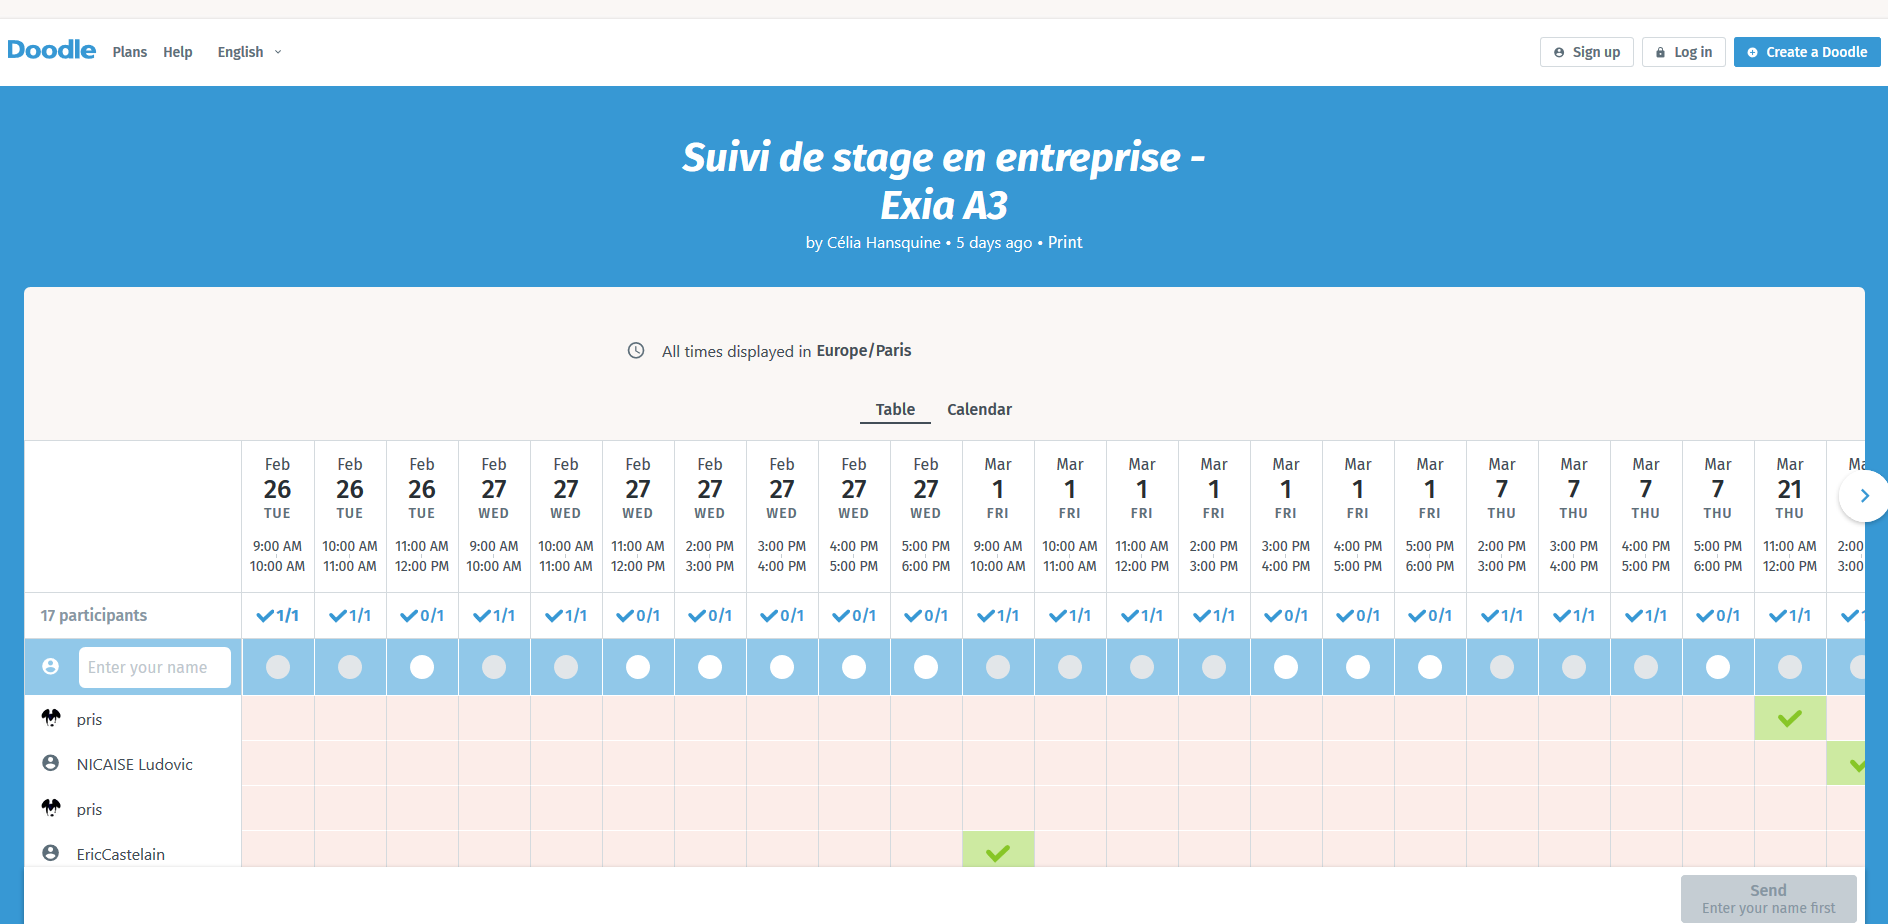 Doodle Plans Help English Sign up Log in Create a Doodle
Suivi de stage en entreprise -
Exia A3
by Célia Hansquine • 5 days ago • Print
All times displayed in Europe/Paris
Table Calendar
Feb Feb Feb Feb Feb Feb Feb Feb Feb Feb Mar Mar Mar Mar Mar Mar Mar Mar Mar Mar Mar Mar
26 26 26 27 27 27 27 27 27 27 1 1 1 1 1 1 1 7 7 7 7 21
TUE TUE TUE WED WED WED WED WED WED WED FRI FRI FRI FRI FRI FRI FRI THU THU THU THU THU
9:00 AM 10:00 AM 11:00 AM 9:00 AM 10:00 AM 11:00 AM 2:00 PM 3:00 PM 4:00 PM 5:00 PM 9:00 AM 10:00 AM 11:00 AM 2:00 PM 3:00 PM 4:00 PM 5:00 PM 2:00 PM 3:00 PM 4:00 PM 5:00 PM 11:00 AM 2:00
10:00 AM 11:00 AM 12:00 PM 10:00 AM 11:00 AM 12:00 PM 3:00 PM 4:00 PM 5:00 PM 6:00 PM 10:00 AM 11:00 AM 12:00 PM 3:00 PM 4:00 PM 5:00 PM 6:00 PM 3:00 PM 4:00 PM 5:00 PM 6:00 PM 12:00 PM 3:00
17 participants 1/1 1/1 0/1 1/1 1/1 0/1 0/1 0/1 0/1 0/1 1/1 1/1 1/1 1/1 0/1 0/1 0/1 1/1 1/1 1/1 0/1 1/1
Enter your name
pris
NICAISE Ludovic
pris
EricCastelain
Send
Enter your name first